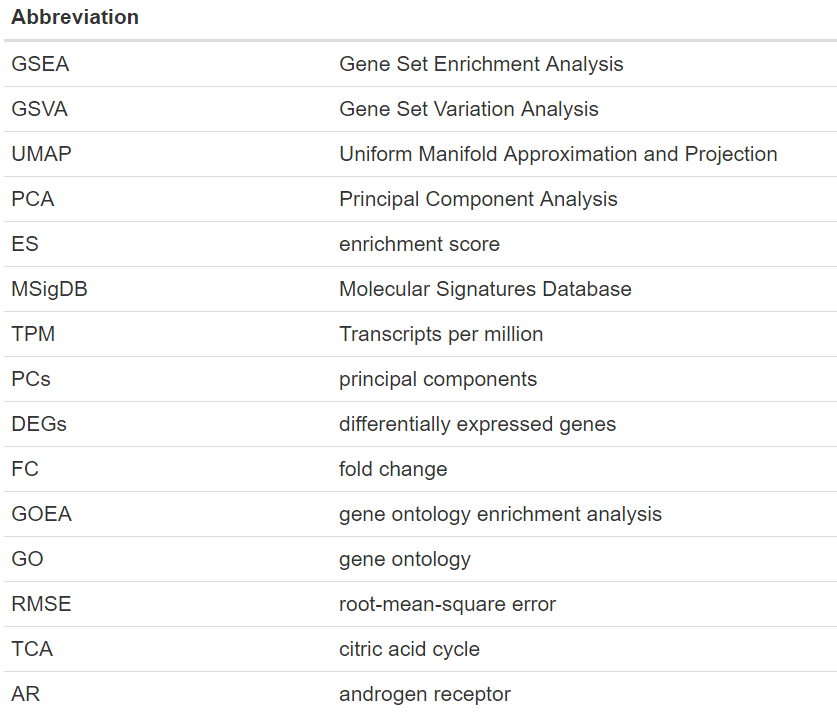 Abbreviation
GSEA Gene Set Enrichment Analysis
GSVA Gene Set Variation Analysis
UMAP Uniform Manifold Approximation and Projection
PCA Principal Component Analysis
ES enrichment score
MSigDB Molecular Signatures Database
TPM Transcripts per million
PCs principal components
DEGs differentially expressed genes
FC fold change
GOEA gene ontology enrichment analysis
GO gene ontology
RMSE root-mean-square error
TCA citric acid cycle
AR androgen receptor